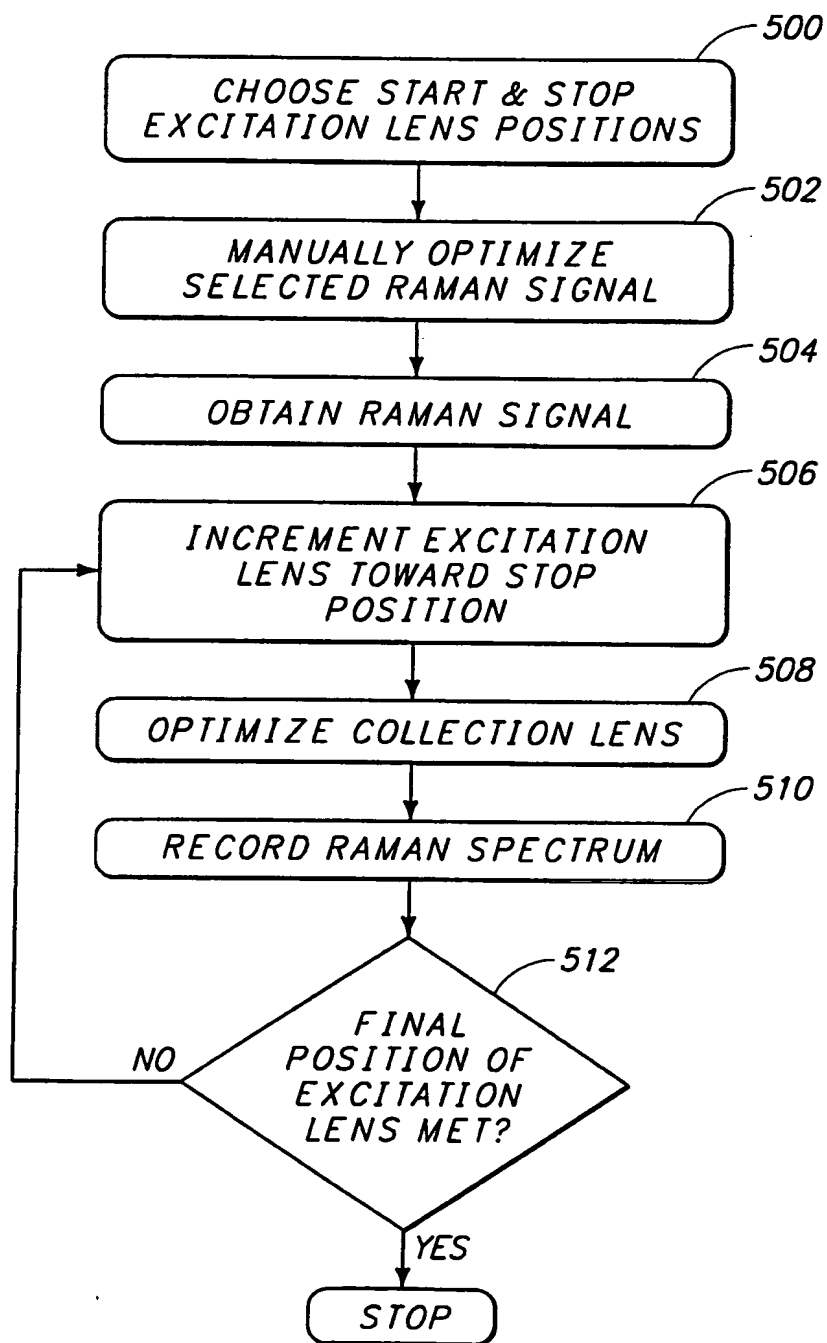 500
CHOOSE START & STOP
EXCITATION LENS POSITIONS
502
MANUALLY OPTIMIZE
SELECTED RAMAN SIGNAL
504
OBTAIN RAMAN SIGNAL
506
INCREMENT EXCITATION
LENS TOWARD STOP
POSITION
508
OPTIMIZE COLLECTION LENS
510
RECORD RAMAN SPECTRUM
512
FINAL
POSITION OF
EXCITATION
LENS MET?
NO
YES
STOP